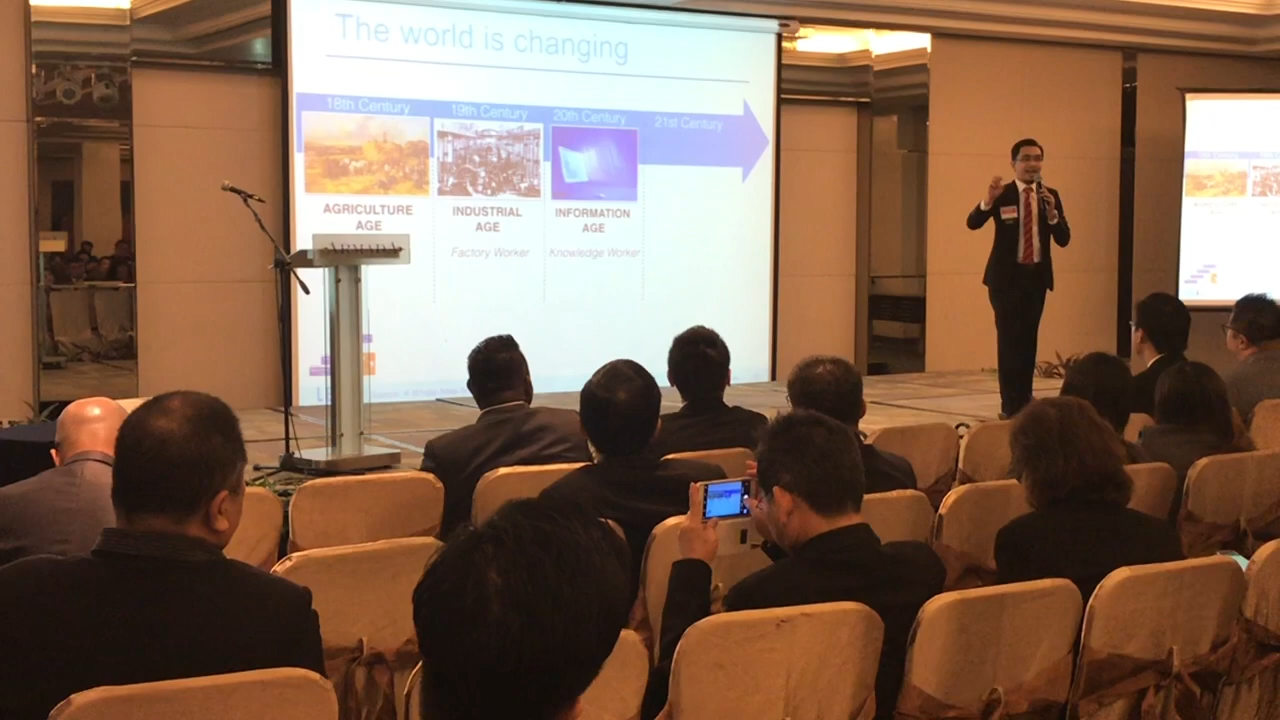 The world is changing
18th Century
19th Century
20th Century
21st Century
AGRICULTURE
AGE
INDUSTRIAL
AGE
INFORMATION
AGE
Factory Worker
Knowledge Worker
ARMADA